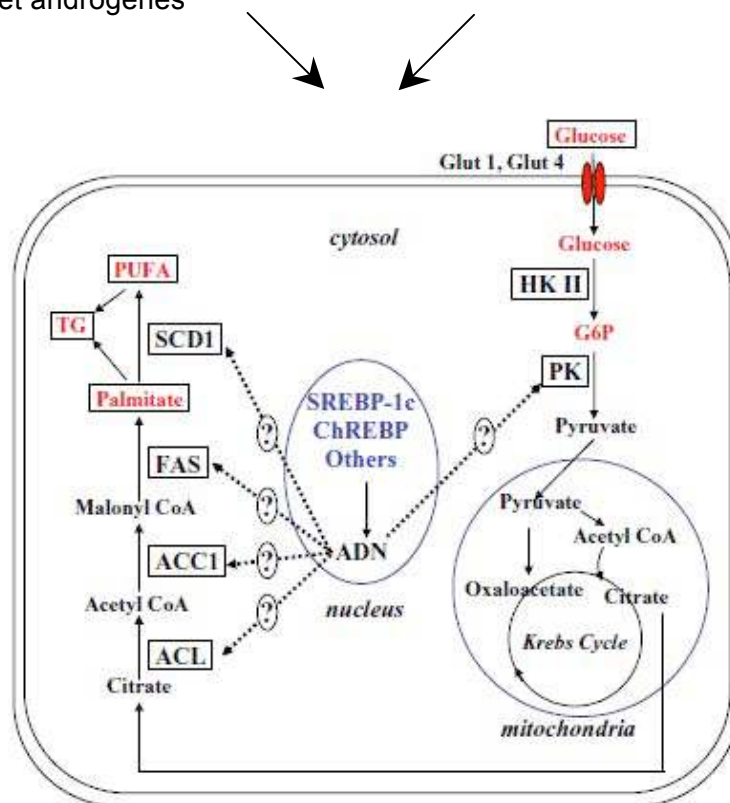 et androgènes
Glucose
Glut 1, Glut 4
cytosol
Glucose
PUFA
HK II
TG
SCD1
G6P
PK
Palmitate
SREBP-1c
ChREBP
Others
?
?
Pyruvate
FAS
?
Malonyl CoA
Pyruvate
Acetyl CoA
ACC1
?
ADN
Acetyl CoA
Oxaloacetate
Citrate
?
nucleus
ACL
Krebs Cycle
Citrate
mitochondria